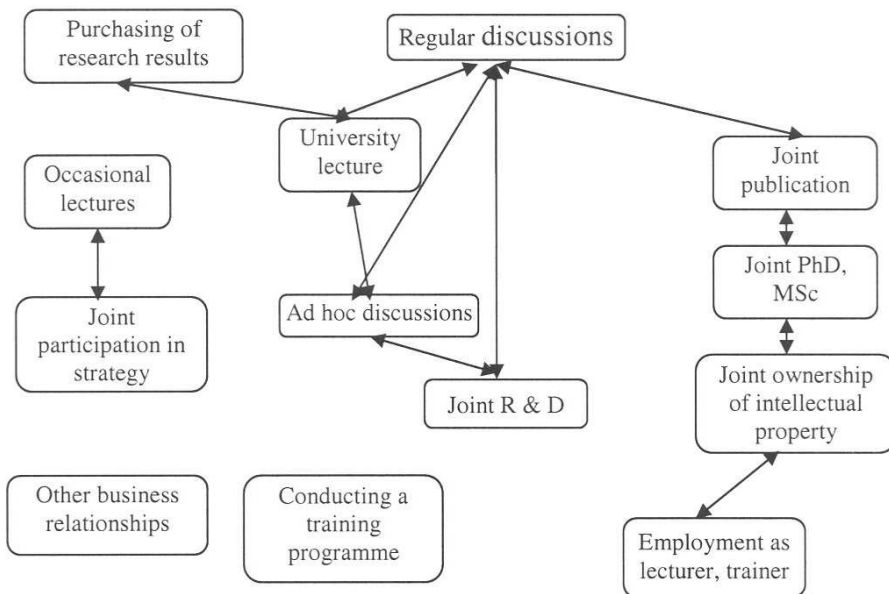 Purchasing of
research results
Regular discussions
University
lecture
Joint
publication
Occasional
lectures
Joint PhD,
MSc
Ad hoc discussions
Joint
participation in
strategy
Joint ownership
of intellectual
property
Joint R & D
Other business
relationships
Conducting a
training
programme
Employment as
lecturer, trainer